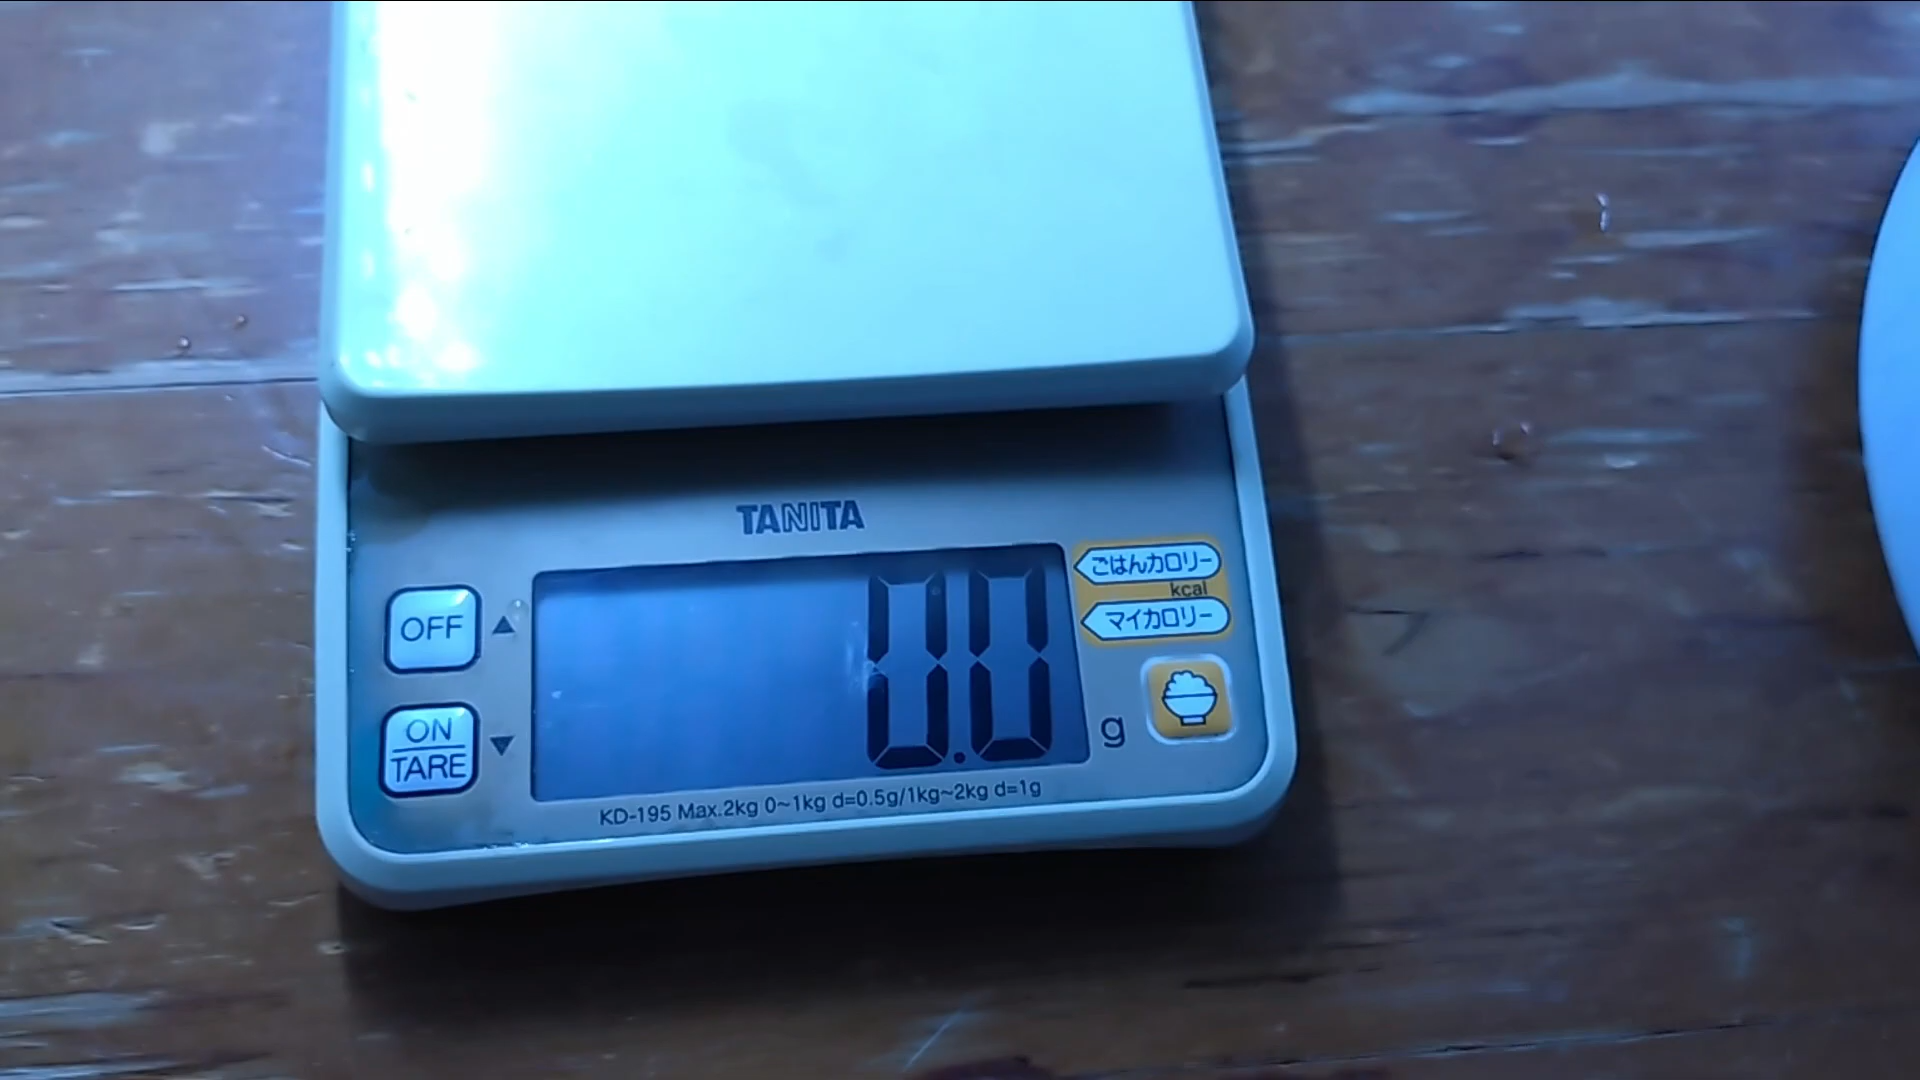 TANITA
ごはんカロリー
kcal
マイカロリー
OFF ▲
0.0 g
ON
TARE ▼
KD-195 Max.2kg 0~1kg d=0.5g/1kg~2kg d=1g